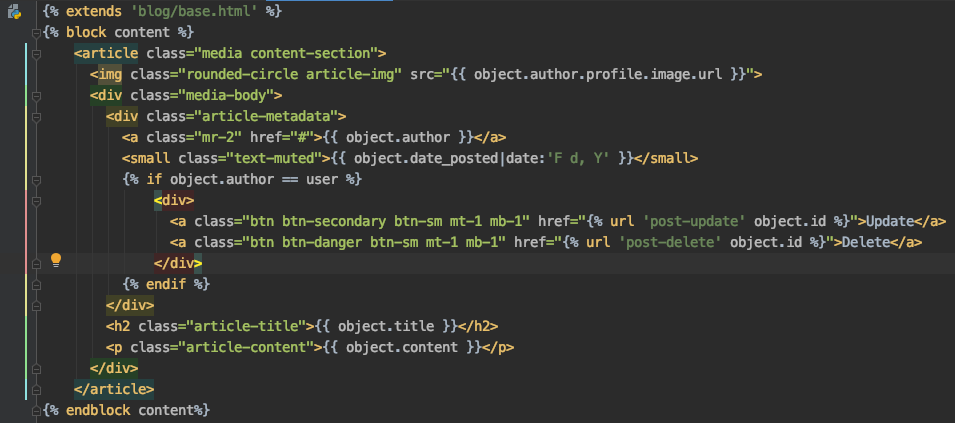 {% extends 'blog/base.html' %}
{% block content %}
<article class="media content-section">
<img class="rounded-circle article-img" src="{{ object.author.profile.image.url }}">
<div class="media-body">
<div class="article-metadata">
<a class="mr-2" href="#">{{ object.author }}</a>
<small class="text-muted">{{ object.date_posted|date:'F d, Y' }}</small>
{% if object.author == user %}
<div>
<a class="btn btn-secondary btn-sm mt-1 mb-1" href="{% url 'post-update' object.id %}">Update</a>
<a class="btn btn-danger btn-sm mt-1 mb-1" href="{% url 'post-delete' object.id %}">Delete</a>
</div>
{% endif %}
</div>
<h2 class="article-title">{{ object.title }}</h2>
<p class="article-content">{{ object.content }}</p>
</div>
</article>
{% endblock content%}